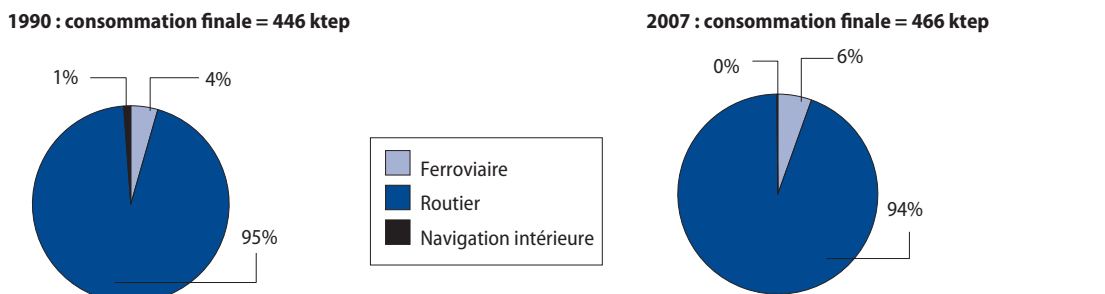 1990 : consommation finale = 446 ktep
1%
4%
95%
Ferroviaire
Routier
Navigation intérieure
2007 : consommation finale = 466 ktep
0%
6%
94%